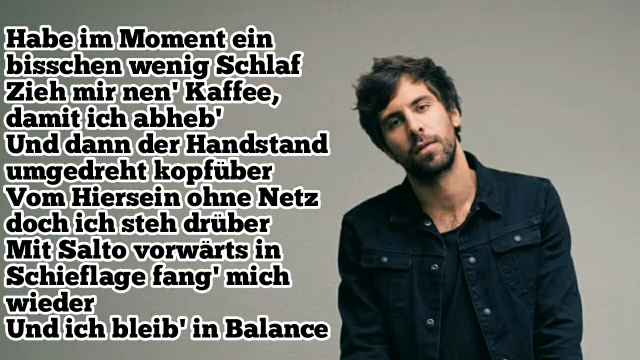 Habe im Moment ein
bisschen wenig Schlaf
Zieh mir nen' Kaffee,
damit ich abheb'
Und dann der Handstand
umgedreht kopfüber
Vom Hiersein ohne Netz
doch ich steh drüber
Mit Salto vorwärts in
Schieflage fang' mich
wieder
Und ich bleib' in Balance